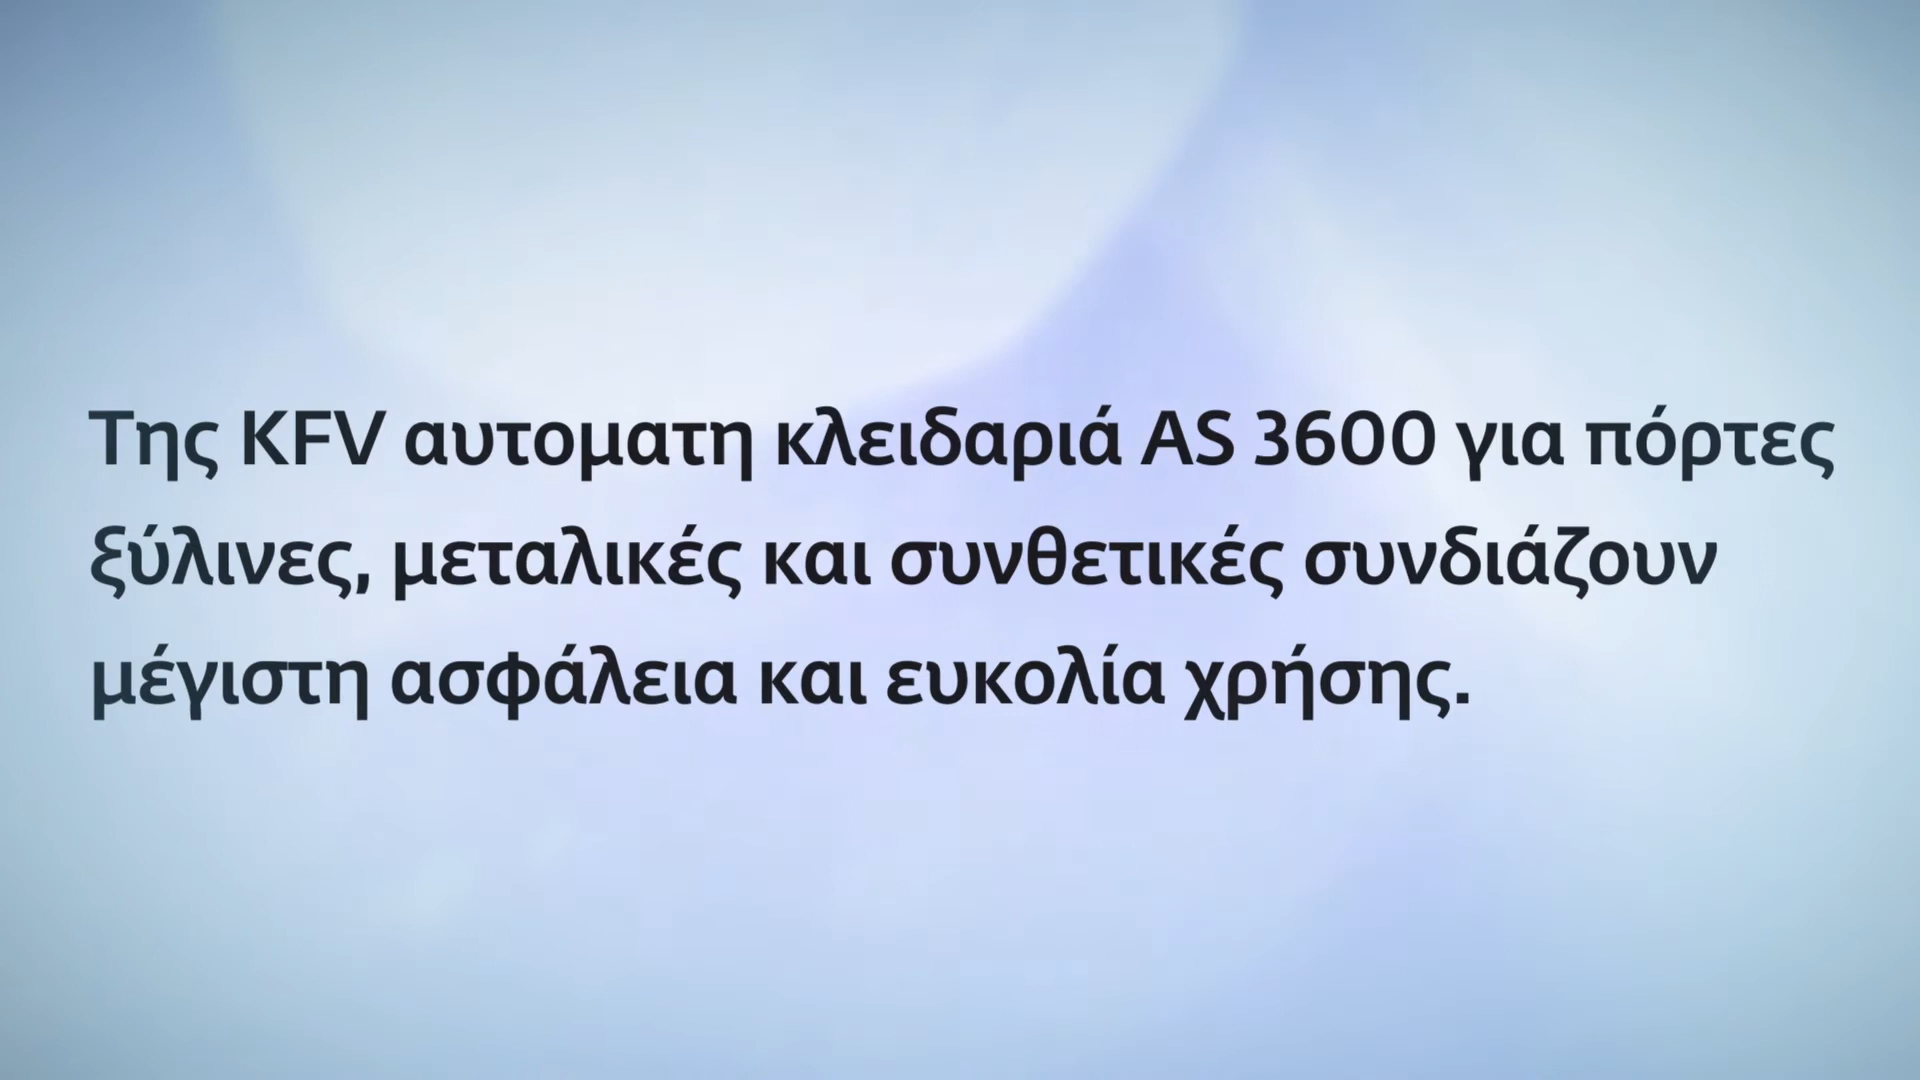 Της KFV αυτοματη κλειδαριά AS 3600 για πόρτες
ξύλινες, μεταλικές και συνθετικές συνδιάζουν
μέγιστη ασφάλεια και ευκολία χρήσης.